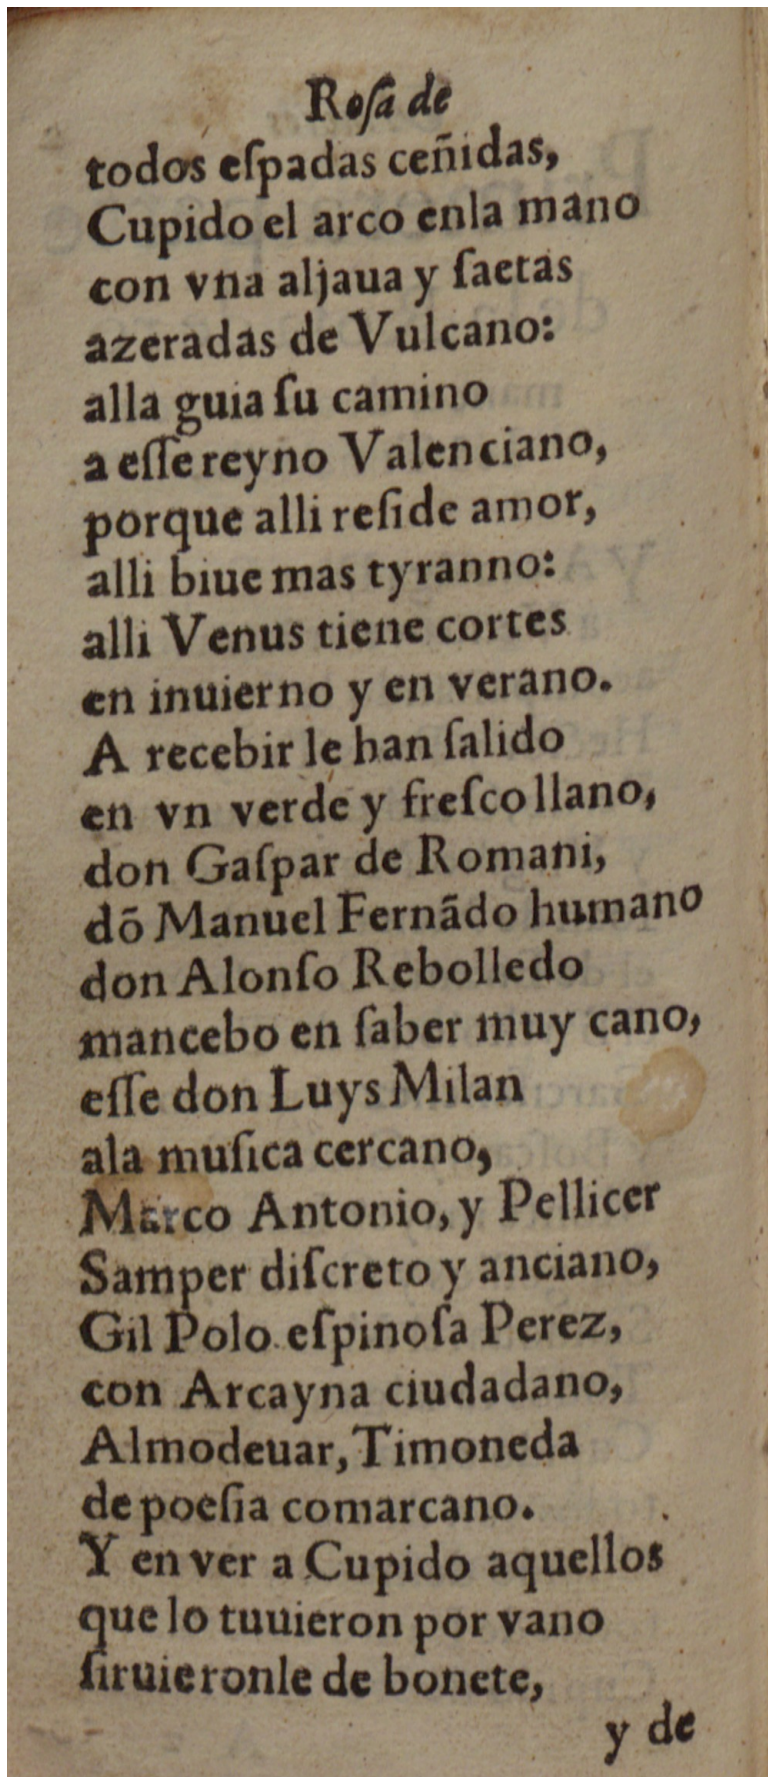 Roſa de
todos eſpadas ceñidas,
Cupido el arco enla mano
con vna aljaua y ſaetas
azeradas de Vulcano:
alla guia ſu camino
a eſſe reyno Valenciano,
porque alli reſide amor,
alli biue mas tyranno:
alli Venus tiene cortes
en inuierno y en verano.
A recebir le han ſalido
en vn verde y freſco llano,
don Gaſpar de Romani,
dõ Manuel Fernãdo humano
don Alonſo Rebolledo
mancebo en ſaber muy cano,
eſſe don Luys Milan
ala muſica cercano,
Marco Antonio, y Pellicer
Samper diſcreto y anciano,
Gil Polo eſpinoſa Perez,
con Arcayna ciudadano,
Almodeuar, Timoneda
de poeſia comarcano.
Y en ver a Cupido aquellos
que lo tuuieron por vano
ſiruieronle de bonete,
y de